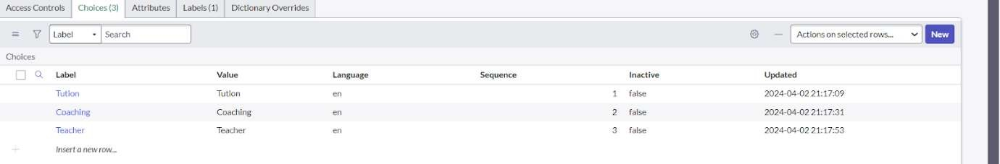 Access Controls Choices (3) Attributes Labels (1) Dictionary Overrides
Label Search Actions on selected rows... New
Choices
Label Value Language Sequence Inactive Updated
Tution Tution en 1 false 2024-04-02 21:17:09
Coaching Coaching en 2 false 2024-04-02 21:17:31
Teacher Teacher en 3 false 2024-04-02 21:17:53
Insert a new row...